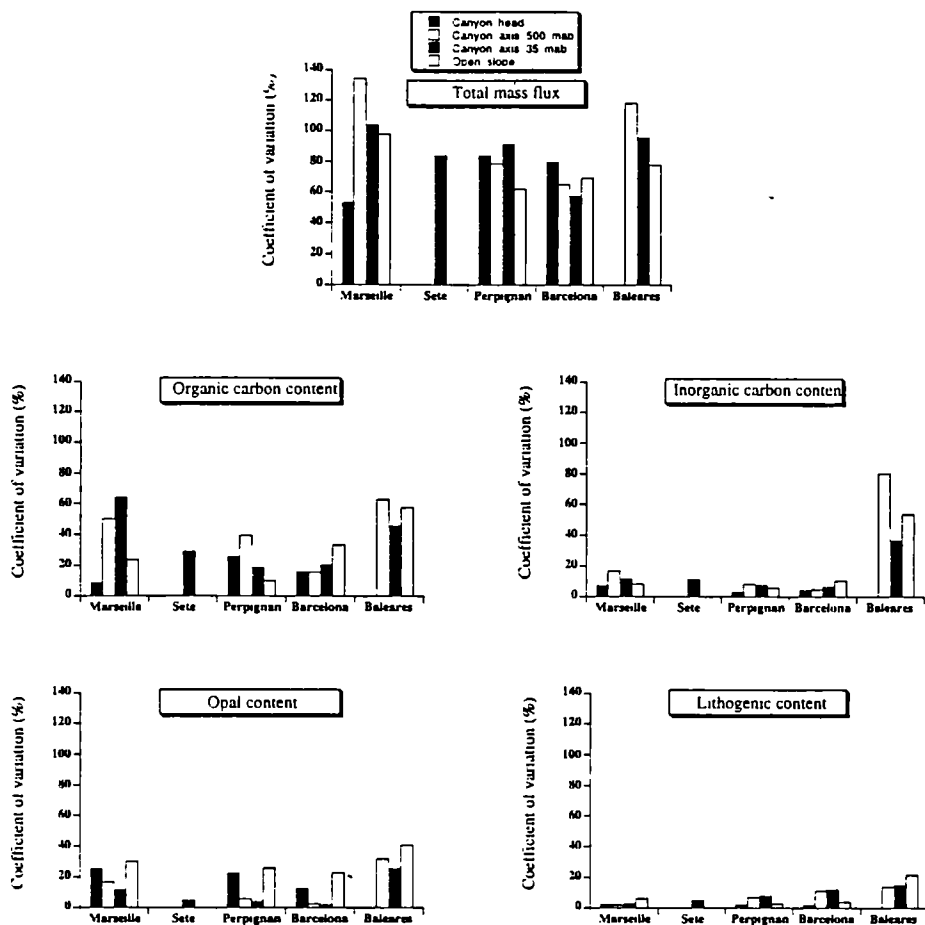 Canyon head
Canyon axis 500 mab
Canyon axis 35 mab
Open slope
Total mass flux
Coefficient of variation (%)
140
120
100
80
60
40
20
0
Marseille Sete Perpignan Barcelona Baleares
Organic carbon content
Coefficient of variation (%)
140
120
100
80
60
40
20
0
Marseille Sete Perpignan Barcelona Baleares
Inorganic carbon content
Coefficient of variation (%)
140
120
100
80
60
40
20
0
Marseille Sete Perpignan Barcelona Baleares
Opal content
Coefficient of variation (%)
140
120
100
80
60
40
20
0
Marseille Sete Perpignan Barcelona Baleares
Lithogenic content
Coefficient of variation (%)
140
120
100
80
60
40
20
0
Marseille Sete Perpignan Barcelona Baleares